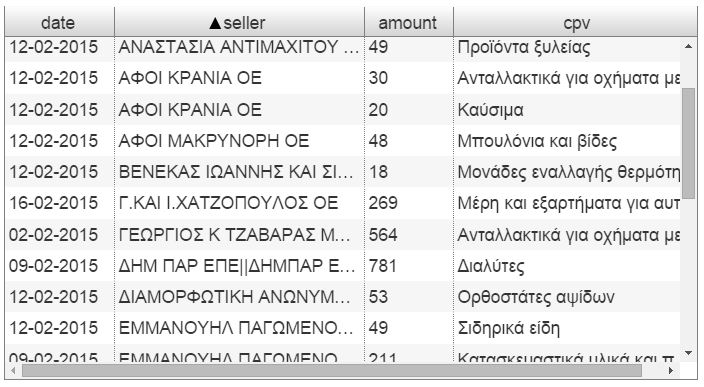 date ▲seller amount cpv
12-02-2015 ΑΝΑΣΤΑΣΙΑ ΑΝΤΙΜΑΧΙΤΟΥ ... 49 Προϊόντα ξυλείας
12-02-2015 ΑΦΟΙ ΚΡΑΝΙΑ ΟΕ 30 Ανταλλακτικά για οχήματα με
12-02-2015 ΑΦΟΙ ΚΡΑΝΙΑ ΟΕ 20 Καύσιμα
12-02-2015 ΑΦΟΙ ΜΑΚΡΥΝΟΡΗ ΟΕ 48 Μπουλόνια και βίδες
12-02-2015 ΒΕΝΕΚΑΣ ΙΩΑΝΝΗΣ ΚΑΙ ΣΙ... 18 Μονάδες εναλλαγής θερμότη
16-02-2015 Γ.ΚΑΙ Ι.ΧΑΤΖΟΠΟΥΛΟΣ ΟΕ 269 Μέρη και εξαρτήματα για αυτ
02-02-2015 ΓΕΩΡΓΙΟΣ Κ ΤΖΑΒΑΡΑΣ Μ... 564 Ανταλλακτικά για οχήματα με
09-02-2015 ΔΗΜ ΠΑΡ ΕΠΕ||ΔΗΜΠΑΡ Ε... 781 Διαλύτες
12-02-2015 ΔΙΑΜΟΡΦΩΤΙΚΗ ΑΝΩΝΥΜ... 53 Ορθοστάτες αψίδων
12-02-2015 ΕΜΜΑΝΟΥΗΛ ΠΑΓΩΜΕΝΟ... 49 Σιδηρικά είδη
09-02-2015 ΕΜΜΑΝΟΥΗΛ ΠΑΓΩΜΕΝΟ... 211 Κατασκευαστικά υλικά και π